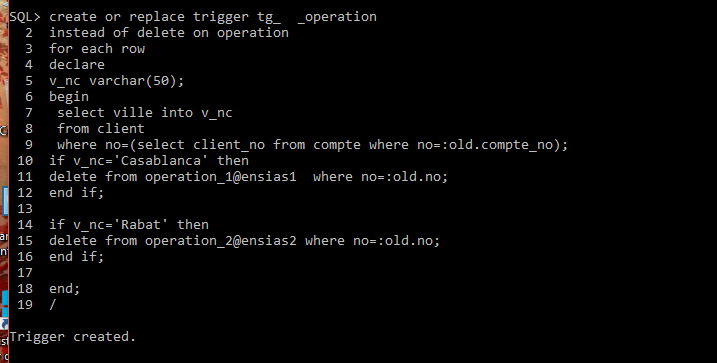 SQL> create or replace trigger tg_  _operation
2 instead of delete on operation
3 for each row
4 declare
5 v_nc varchar(50);
6 begin
7 select ville into v_nc
8 from client
9 where no=(select client_no from compte where no=:old.compte_no);
10 if v_nc='Casablanca' then
11 delete from operation_1@ensias1  where no=:old.no;
12 end if;
13
14 if v_nc='Rabat' then
15 delete from operation_2@ensias2 where no=:old.no;
16 end if;
17
18 end;
19 /
Trigger created.